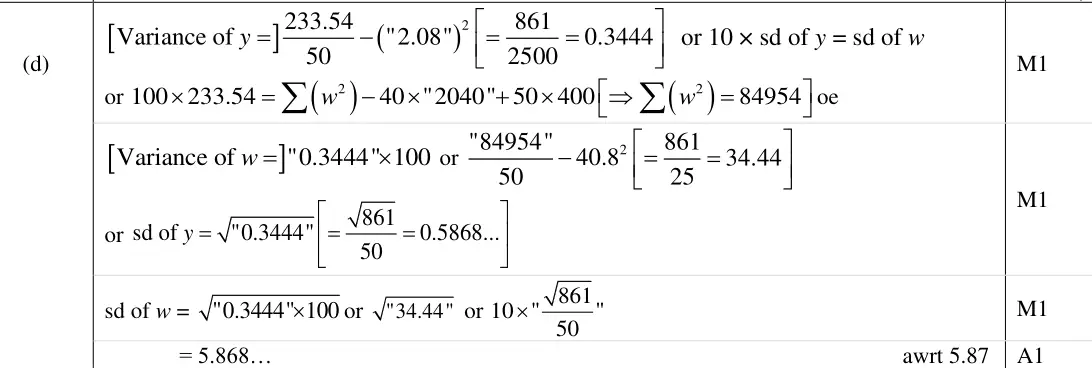 [Variance of y =] 233.54/50 − ("2.08")² [= 861/2500 = 0.3444] or 10 × sd of y = sd of w
(d) M1
or 100 × 233.54 = ∑(w²) − 40 × "2040" + 50 × 400 [⇒ ∑(w²) = 84954] oe
[Variance of w =] "0.3444" × 100 or "84954"/50 − 40.8² [= 861/25 = 34.44]
M1
or sd of y = √"0.3444" [= √861/50 = 0.5868...]
sd of w = √("0.3444" × 100) or √"34.44" or 10 × "√861/50" M1
= 5.868… awrt 5.87 A1